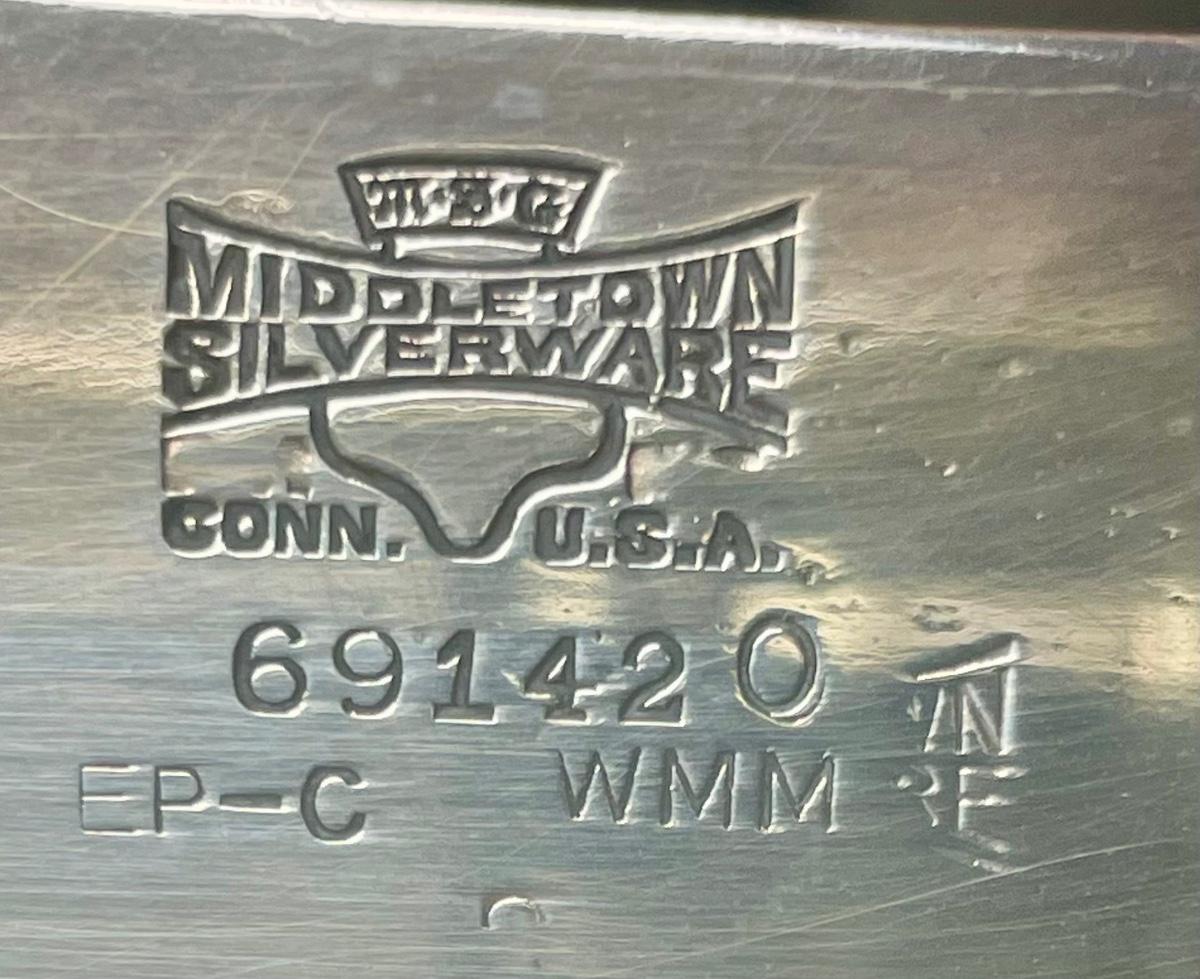 M·S·C
MIDDLETOWN
SILVERWARE
CONN. U.S.A.
691420
EP-C WMM